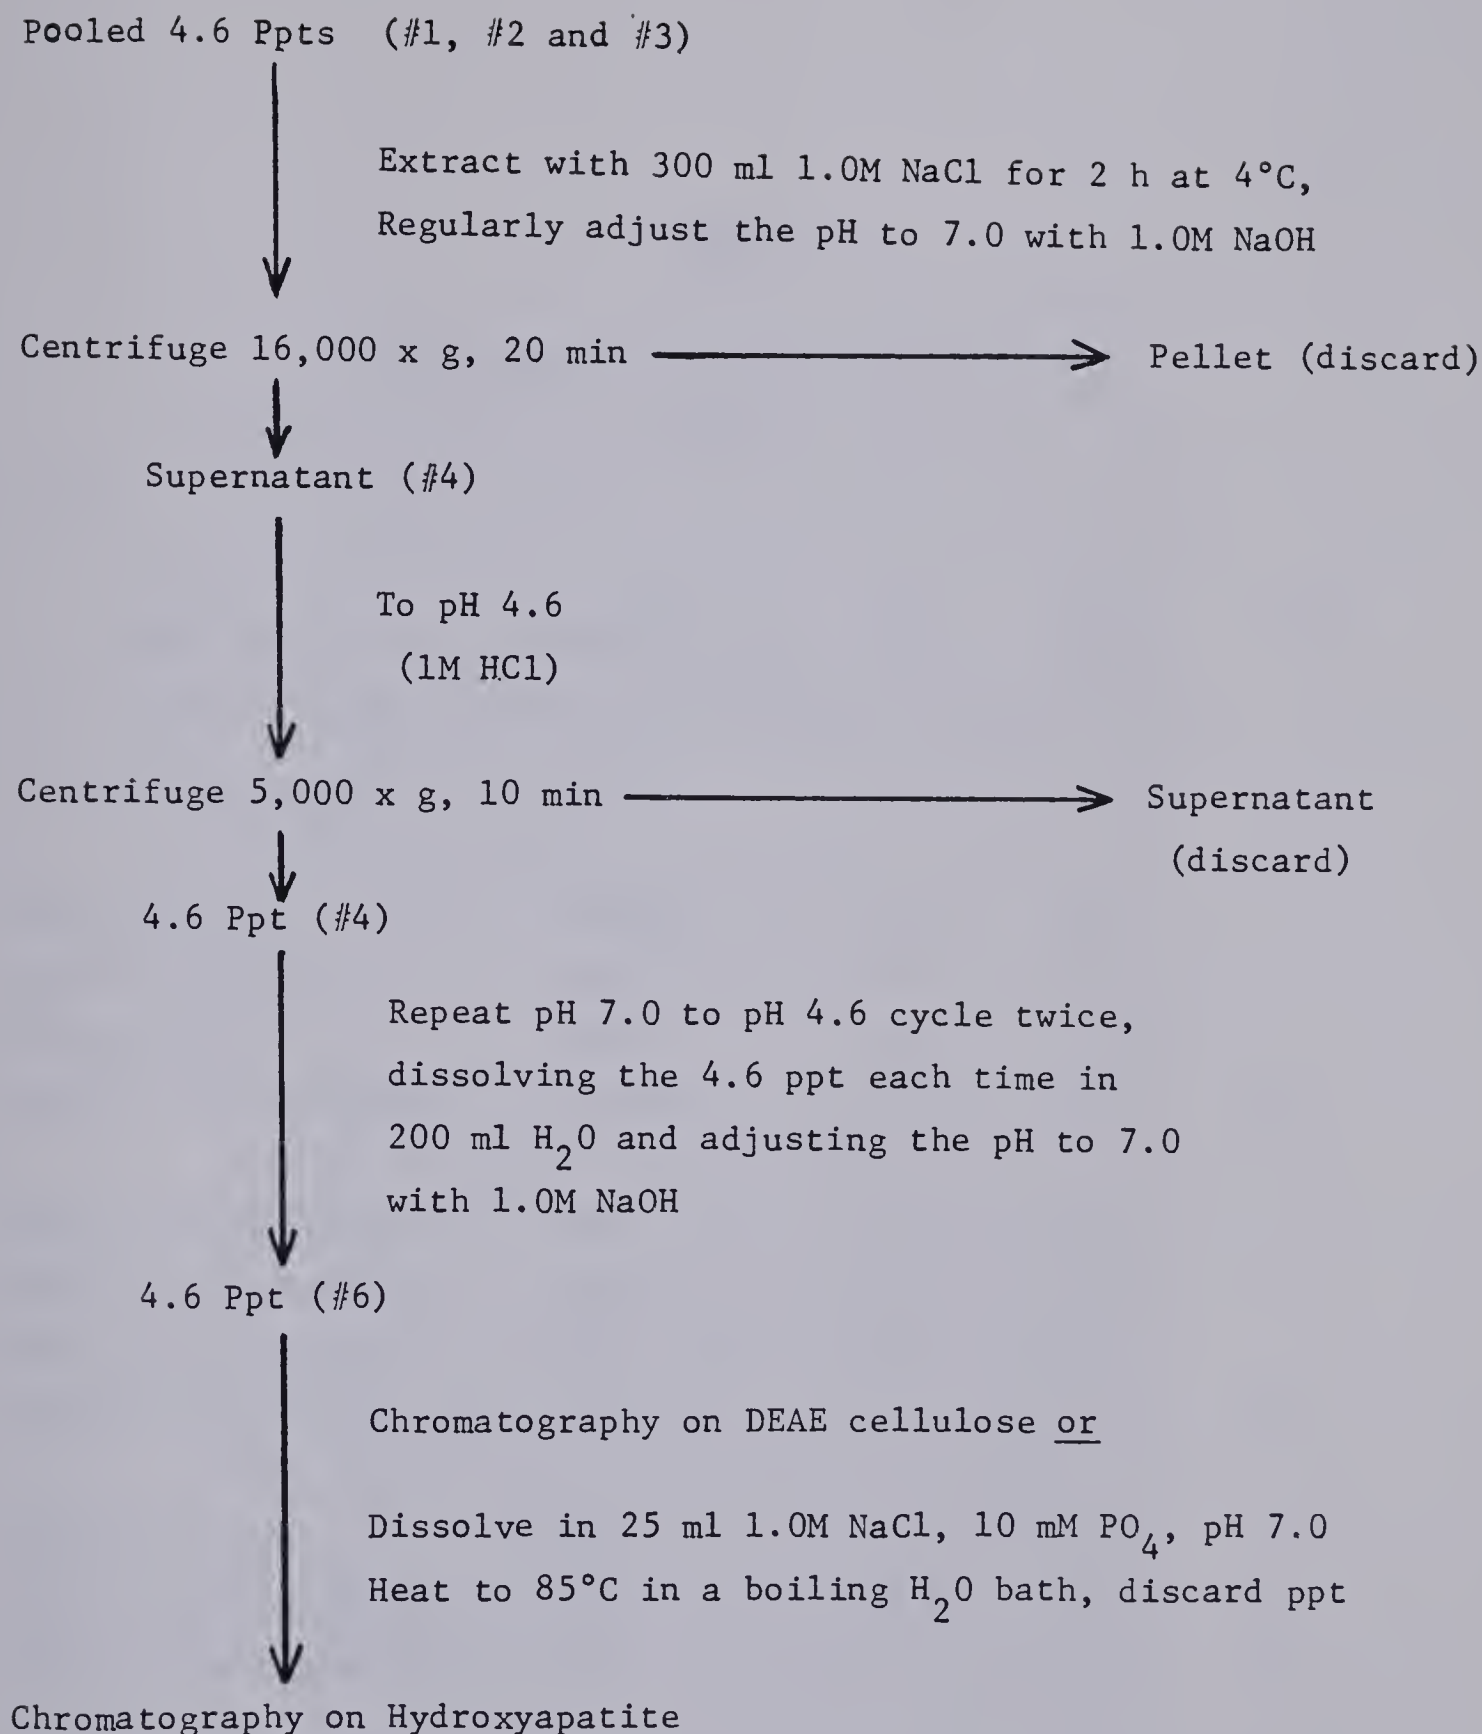 Pooled 4.6 Ppts (#1, #2 and #3)
Extract with 300 ml 1.0M NaCl for 2 h at 4°C,
Regularly adjust the pH to 7.0 with 1.0M NaOH
Centrifuge 16,000 x g, 20 min
Pellet (discard)
Supernatant (#4)
To pH 4.6
(1M HCl)
Centrifuge 5,000 x g, 10 min
Supernatant
(discard)
4.6 Ppt (#4)
Repeat pH 7.0 to pH 4.6 cycle twice,
dissolving the 4.6 ppt each time in
200 ml H₂O and adjusting the pH to 7.0
with 1.0M NaOH
4.6 Ppt (#6)
Chromatography on DEAE cellulose or
Dissolve in 25 ml 1.0M NaCl, 10 mM PO₄, pH 7.0
Heat to 85°C in a boiling H₂O bath, discard ppt
Chromatography on Hydroxyapatite